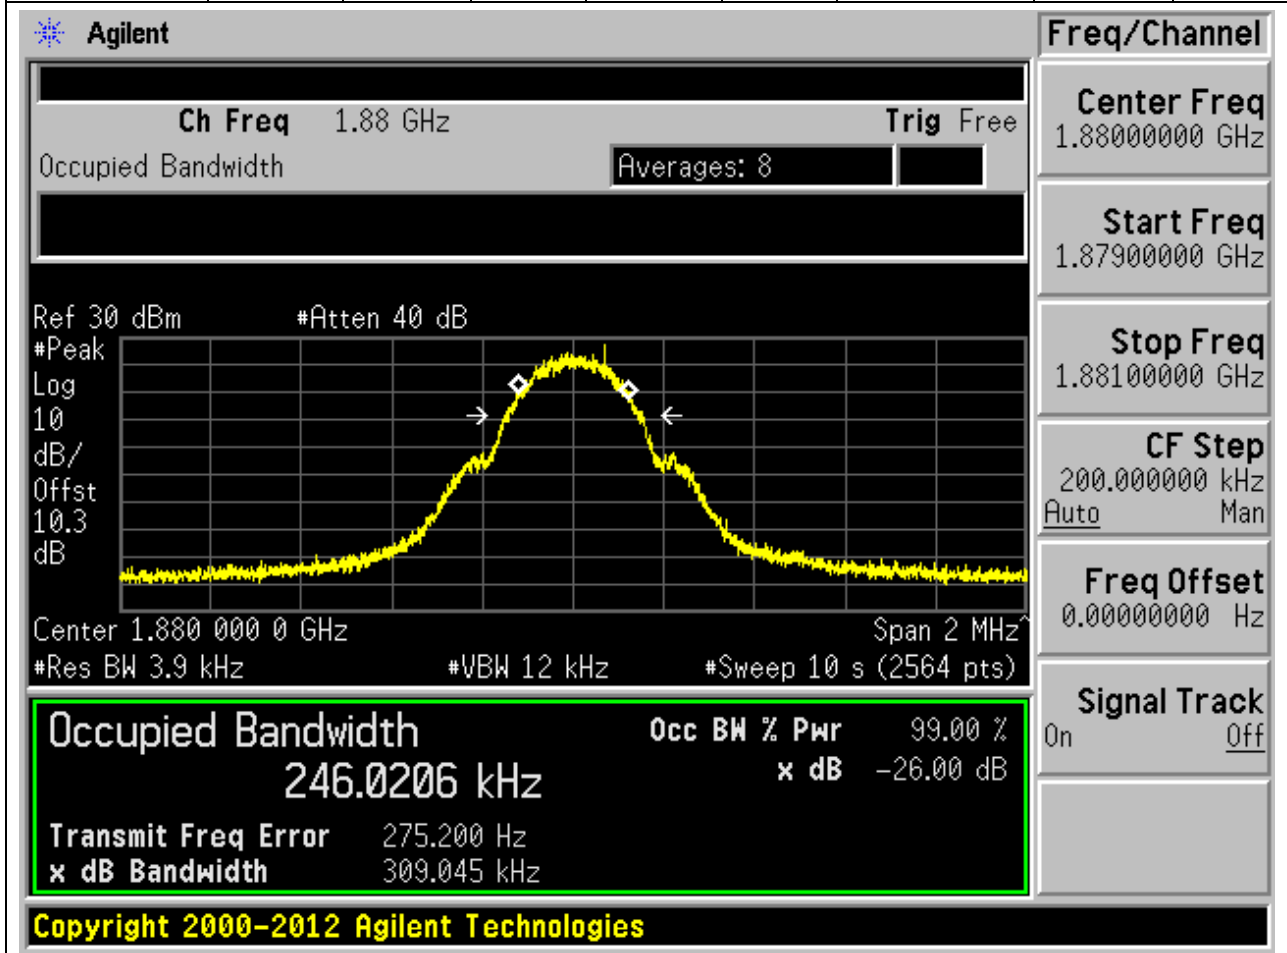 Agilent
Freq/Channel
Ch Freq 1.88 GHz Trig Free
Occupied Bandwidth Averages: 8
Center Freq
1.88000000 GHz
Start Freq
1.87900000 GHz
Stop Freq
1.88100000 GHz
CF Step
200.000000 kHz
Auto Man
Freq Offset
0.00000000 Hz
Signal Track
On Off
Ref 30 dBm #Atten 40 dB
#Peak
Log
10
dB/
Offst
10.3
dB
Center 1.880 000 0 GHz Span 2 MHz^
#Res BW 3.9 kHz #VBW 12 kHz #Sweep 10 s (2564 pts)
Occupied Bandwidth
246.0206 kHz
Occ BW % Pwr 99.00 %
x dB -26.00 dB
Transmit Freq Error 275.200 Hz
x dB Bandwidth 309.045 kHz
Copyright 2000-2012 Agilent Technologies